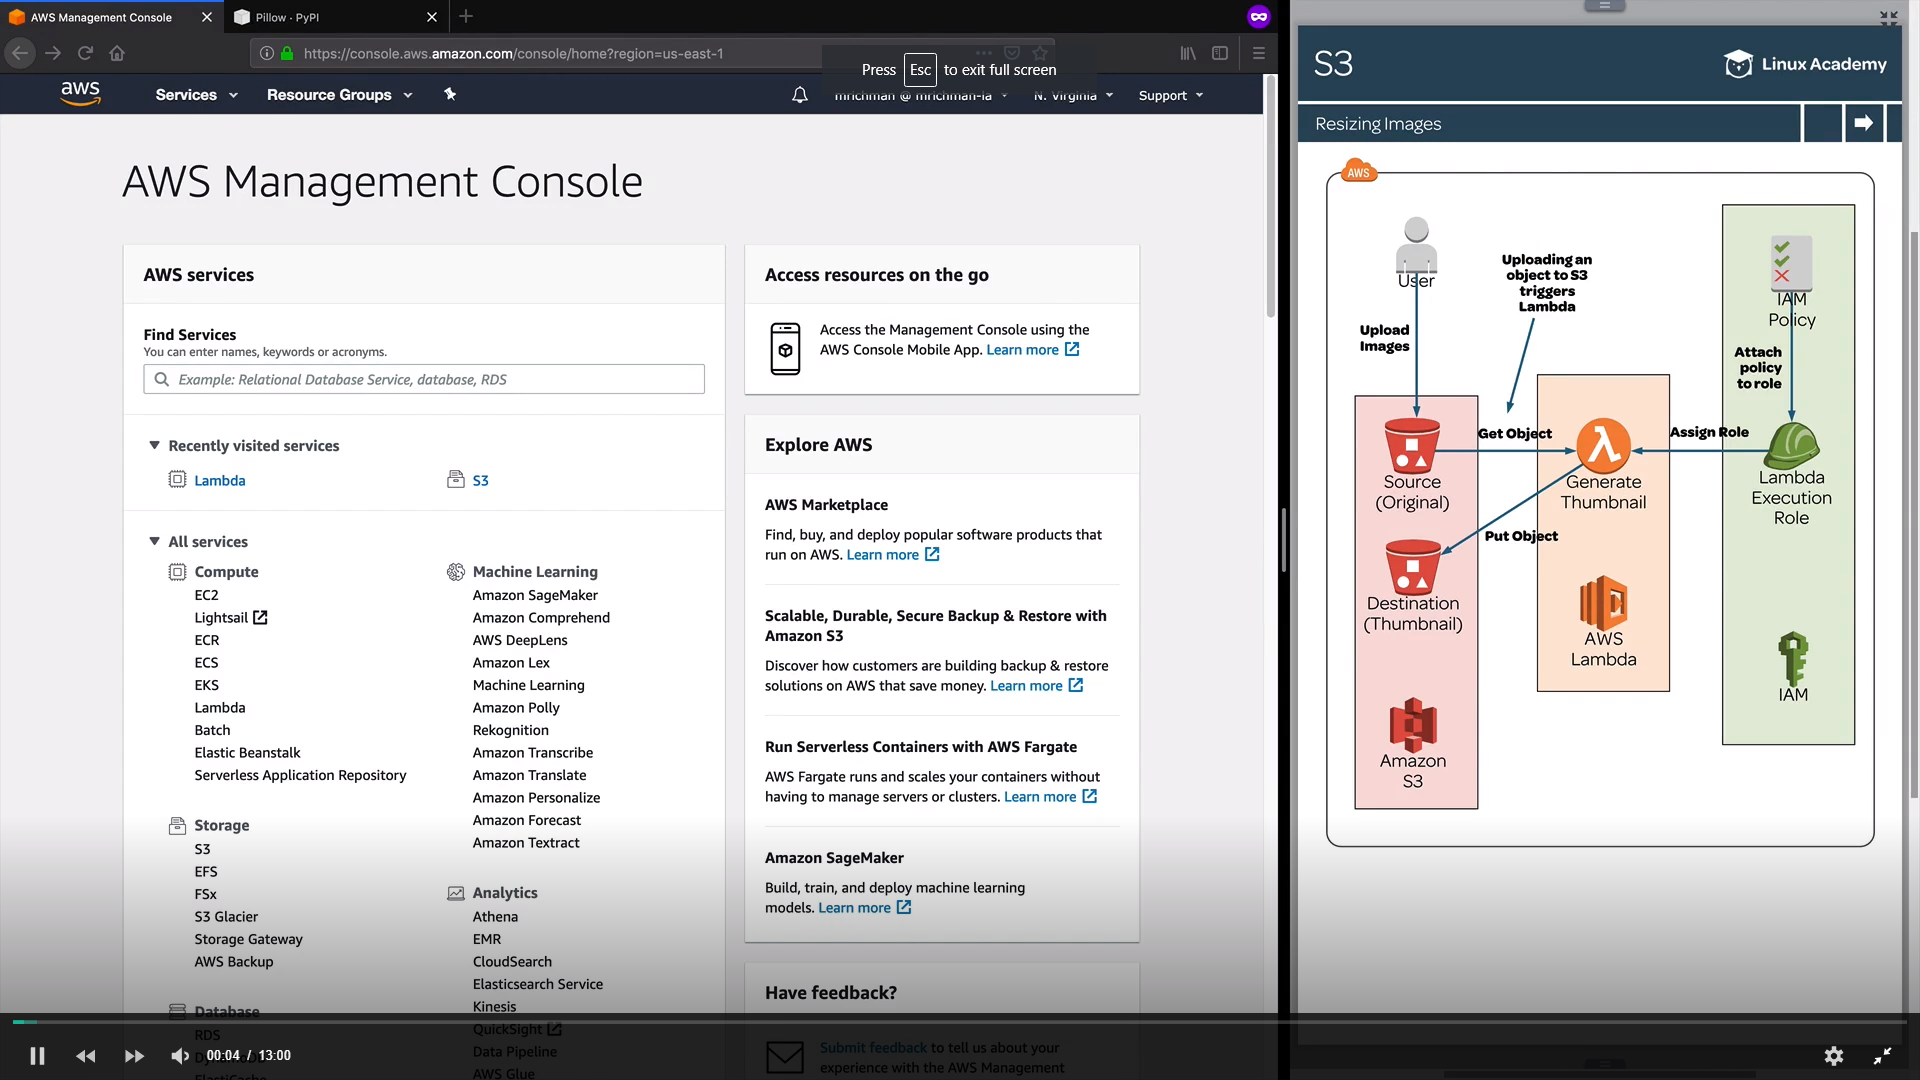 AWS Management Console
Pillow · PyPI
https://console.aws.amazon.com/console/home?region=us-east-1
Press Esc to exit full screen
aws
Services
Resource Groups
mrichman @ mrichman-la
N. Virginia
Support
AWS Management Console
AWS services
Find Services
You can enter names, keywords or acronyms.
Example: Relational Database Service, database, RDS
Recently visited services
Lambda
S3
All services
Compute
EC2
Lightsail
ECR
ECS
EKS
Lambda
Batch
Elastic Beanstalk
Serverless Application Repository
Storage
S3
EFS
FSx
S3 Glacier
Storage Gateway
AWS Backup
Database
RDS
Machine Learning
Amazon SageMaker
Amazon Comprehend
AWS DeepLens
Amazon Lex
Machine Learning
Amazon Polly
Rekognition
Amazon Transcribe
Amazon Translate
Amazon Personalize
Amazon Forecast
Amazon Textract
Analytics
Athena
EMR
CloudSearch
Elasticsearch Service
Kinesis
QuickSight
Data Pipeline
AWS Glue
Access resources on the go
Access the Management Console using the
AWS Console Mobile App. Learn more
Explore AWS
AWS Marketplace
Find, buy, and deploy popular software products that
run on AWS. Learn more
Scalable, Durable, Secure Backup & Restore with
Amazon S3
Discover how customers are building backup & restore
solutions on AWS that save money. Learn more
Run Serverless Containers with AWS Fargate
AWS Fargate runs and scales your containers without
having to manage servers or clusters. Learn more
Amazon SageMaker
Build, train, and deploy machine learning
models. Learn more
Have feedback?
Submit feedback to tell us about your
experience with the AWS Management
00:04 / 13:00
S3
Linux Academy
Resizing Images
AWS
User
Upload
Images
Uploading an
object to S3
triggers
Lambda
IAM
Policy
Attach
policy
to role
Get Object
Assign Role
Source
(Original)
Generate
Thumbnail
Lambda
Execution
Role
Put Object
Destination
(Thumbnail)
AWS
Lambda
IAM
Amazon
S3